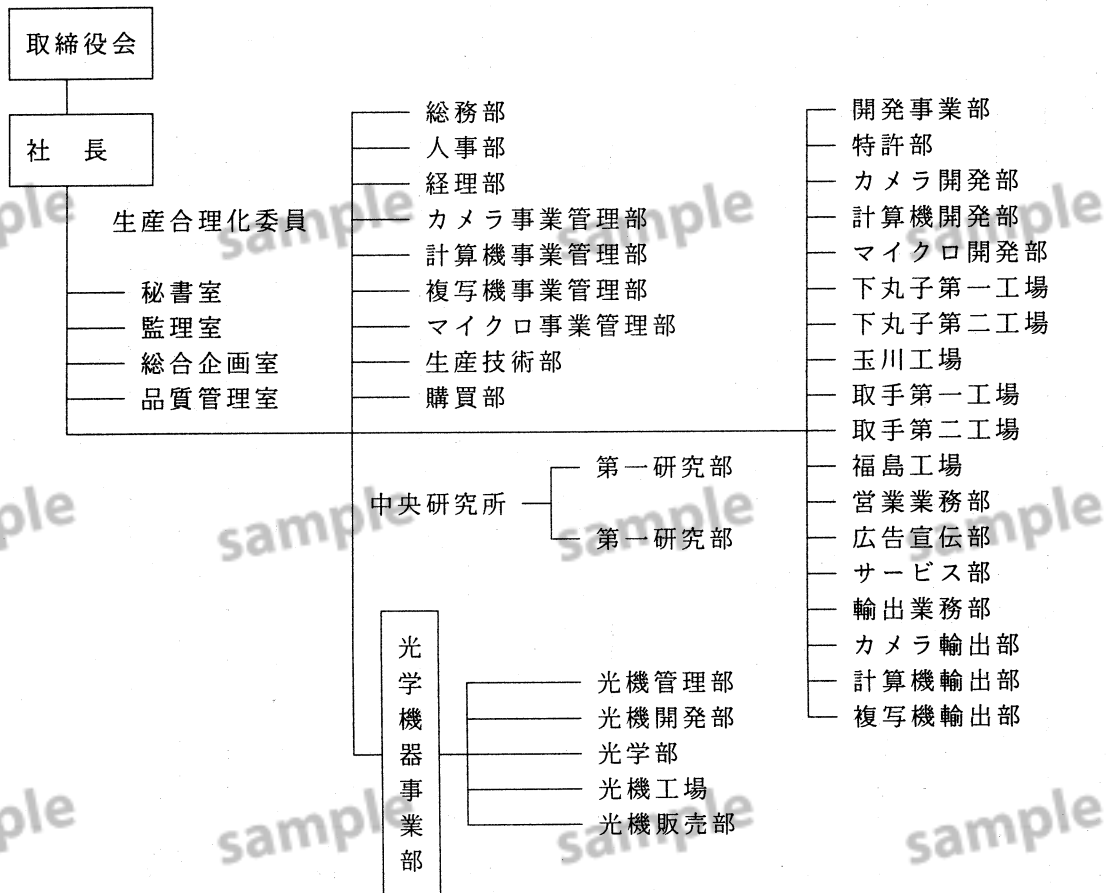 取締役会
社 長
生産合理化委員
秘書室
監理室
総合企画室
品質管理室
総務部
人事部
経理部
カメラ事業管理部
計算機事業管理部
複写機事業管理部
マイクロ事業管理部
生産技術部
購買部
中央研究所
第一研究部
第一研究部
光学機器事業部
光機管理部
光機開発部
光学部
光機工場
光機販売部
開発事業部
特許部
カメラ開発部
計算機開発部
マイクロ開発部
下丸子第一工場
下丸子第二工場
玉川工場
取手第一工場
取手第二工場
福島工場
営業業務部
広告宣伝部
サービス部
輸出業務部
カメラ輸出部
計算機輸出部
複写機輸出部
ple
sample
sample
sample
ple
sample
sample
sample
ple
sample
sample
sample